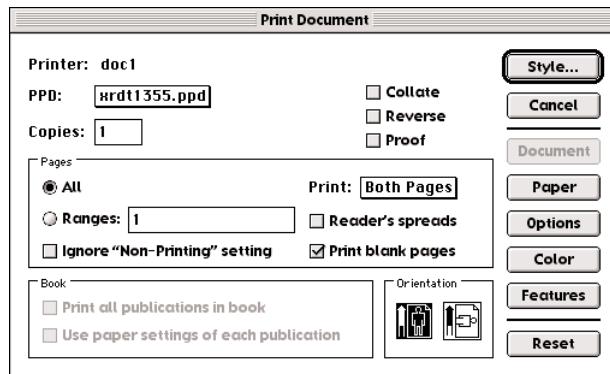 Print Document
Printer: doc1
Style...
PPD: xrdt1355.ppd
Collate
Cancel
Reverse
Copies: 1
Proof
Document
Pages
All
Print: Both Pages
Paper
Ranges: 1
Reader's spreads
Options
Ignore “Non-Printing” setting
Print blank pages
Color
Book
Orientation
Print all publications in book
Features
Use paper settings of each publication
Reset